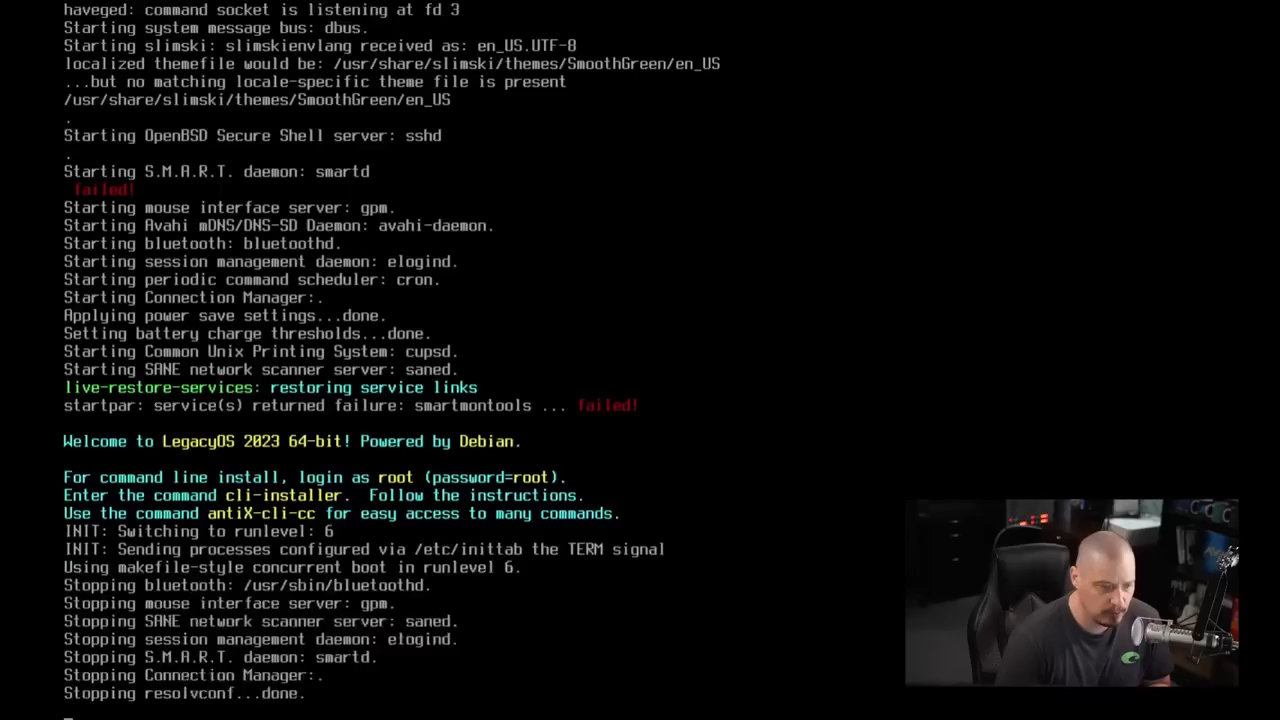 haveged: command socket is listening at fd 3
Starting system message bus: dbus.
Starting slimski: slimskienvlang received as: en_US.UTF-8
localized themefile would be: /usr/share/slimski/themes/SmoothGreen/en_US
...but no matching locale-specific theme file is present
/usr/share/slimski/themes/SmoothGreen/en_US
.
Starting OpenBSD Secure Shell server: sshd
.
Starting S.M.A.R.T. daemon: smartd
failed!
Starting mouse interface server: gpm.
Starting Avahi mDNS/DNS-SD Daemon: avahi-daemon.
Starting bluetooth: bluetoothd.
Starting session management daemon: elogind.
Starting periodic command scheduler: cron.
Starting Connection Manager:.
Applying power save settings...done.
Setting battery charge thresholds...done.
Starting Common Unix Printing System: cupsd.
Starting SANE network scanner server: saned.
live-restore-services: restoring service links
startpar: service(s) returned failure: smartmontools ... failed!
Welcome to LegacyOS 2023 64-bit! Powered by Debian.
For command line install, login as root (password=root).
Enter the command cli-installer.  Follow the instructions.
Use the command antiX-cli-cc for easy access to many commands.
INIT: Switching to runlevel: 6
INIT: Sending processes configured via /etc/inittab the TERM signal
Using makefile-style concurrent boot in runlevel 6.
Stopping bluetooth: /usr/sbin/bluetoothd.
Stopping mouse interface server: gpm.
Stopping SANE network scanner server: saned.
Stopping session management daemon: elogind.
Stopping S.M.A.R.T. daemon: smartd.
Stopping Connection Manager:.
Stopping resolvconf...done.